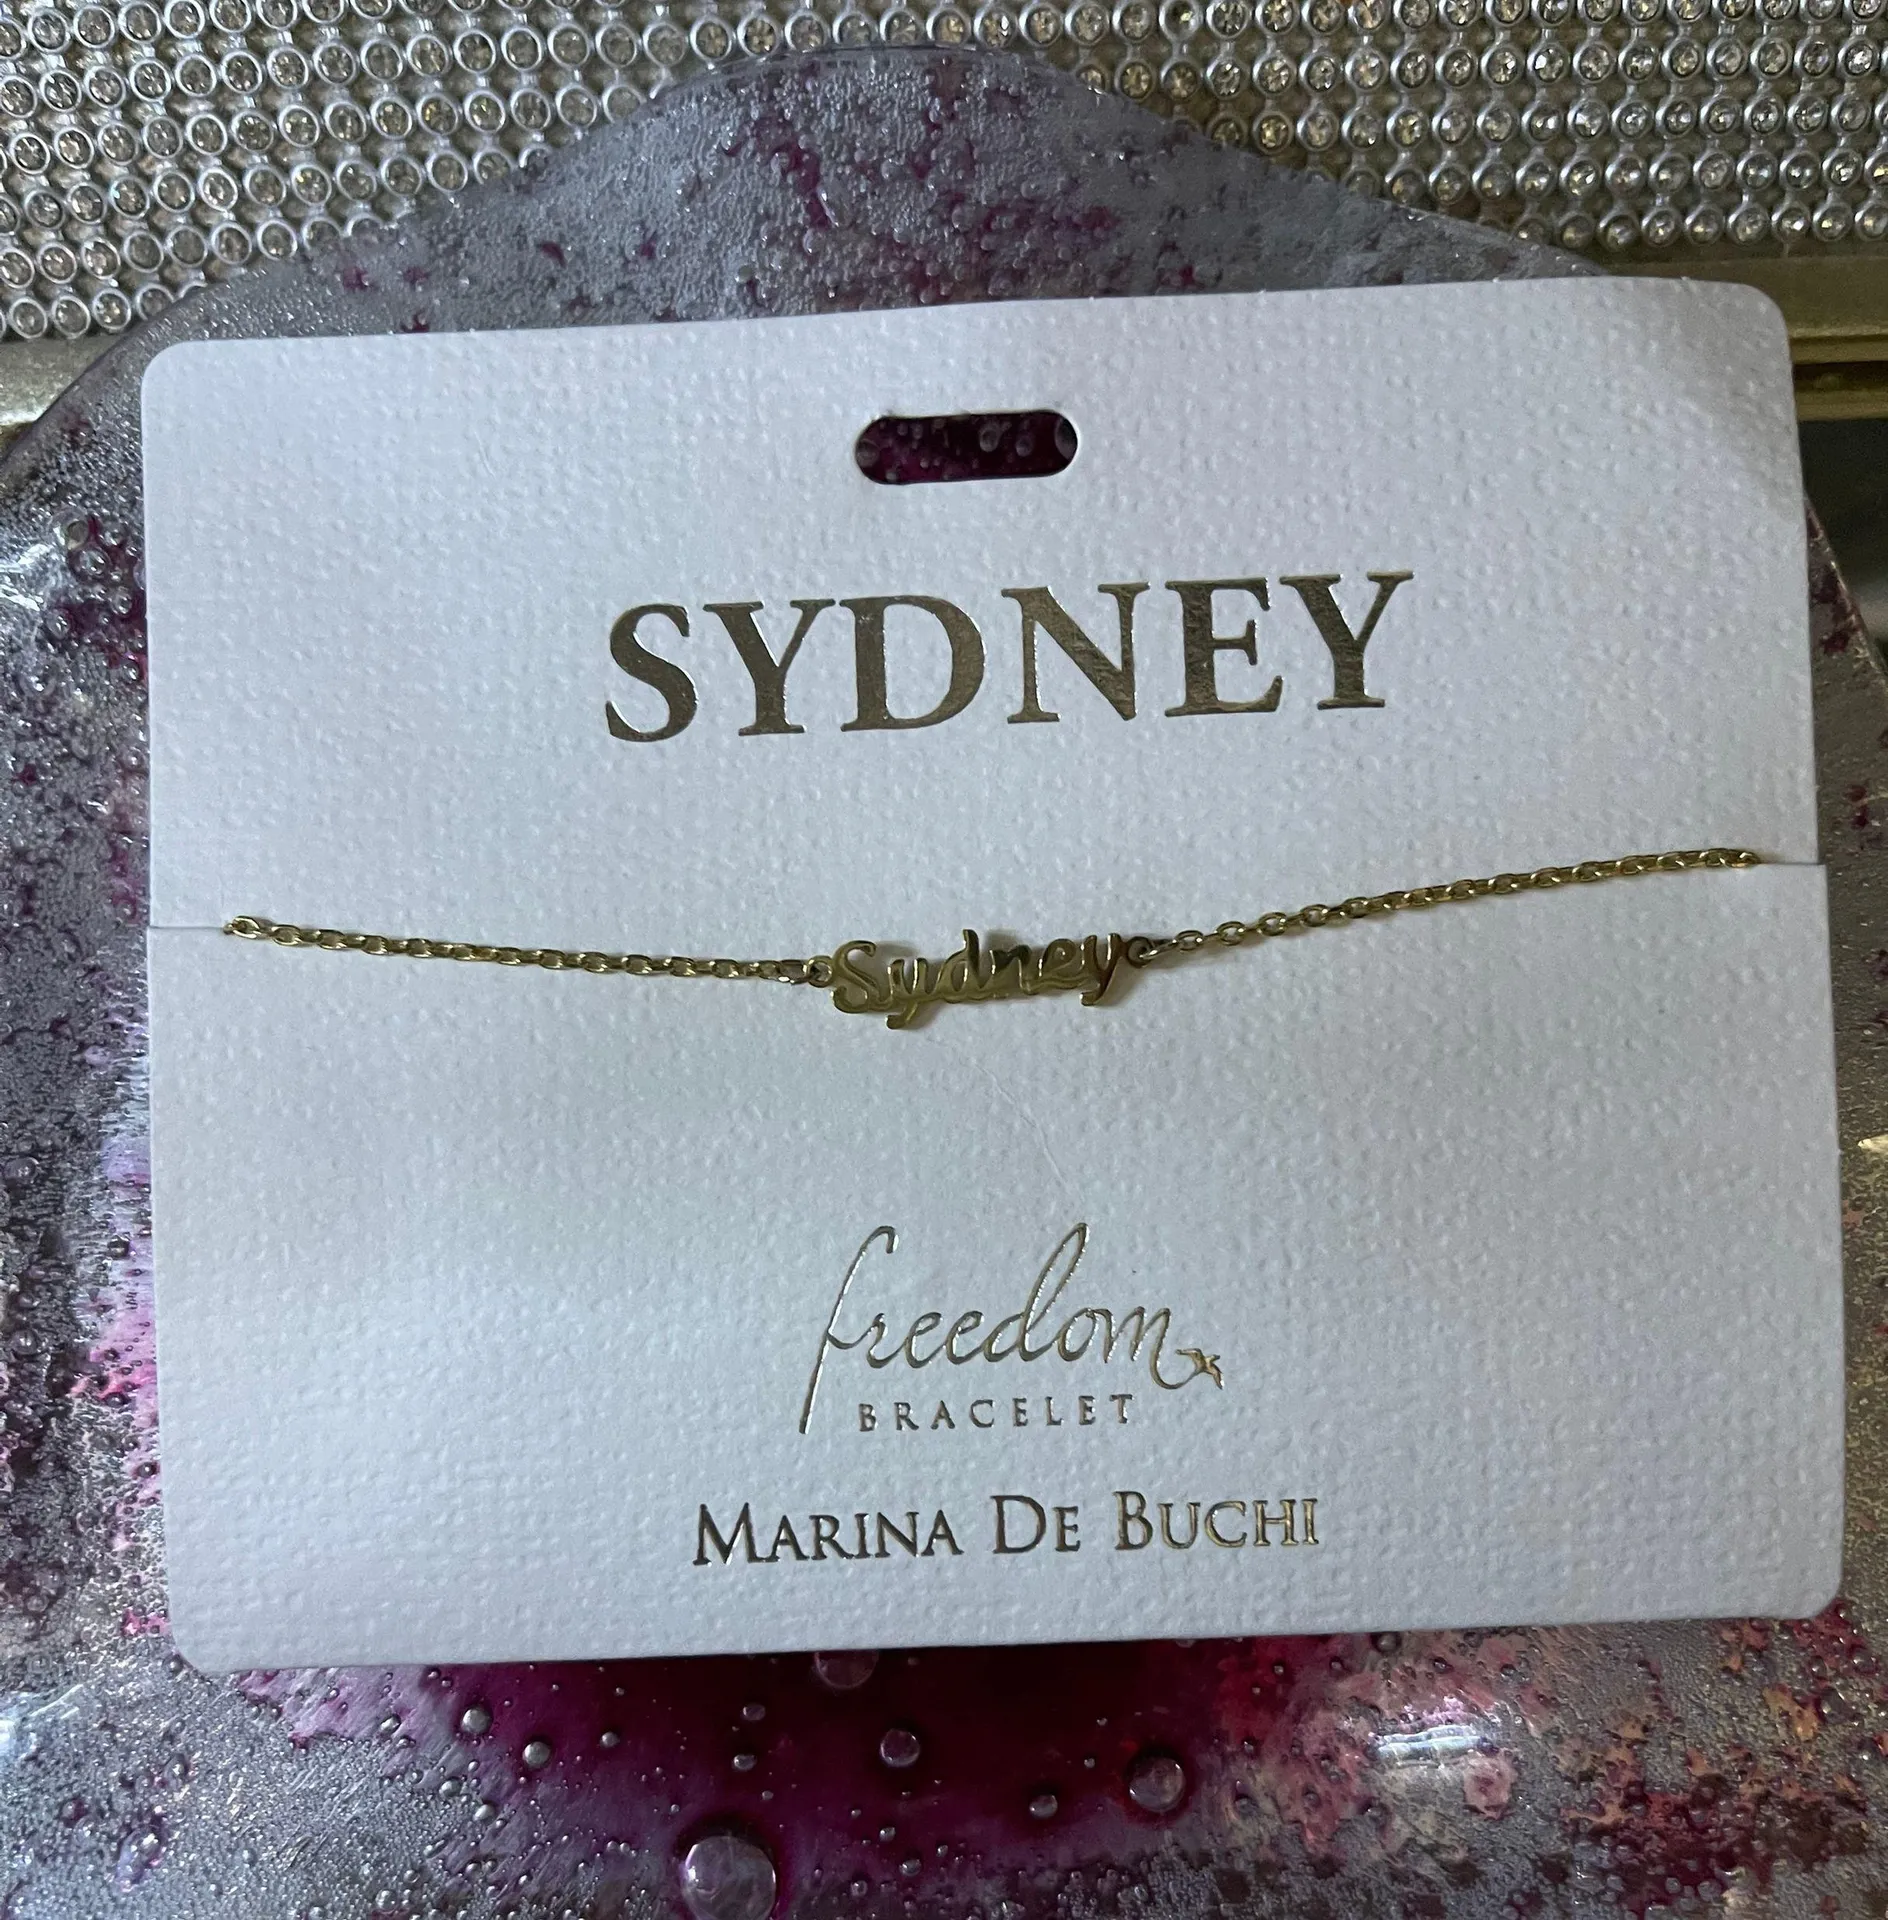 SYDNEY
Sydney
freedom
BRACELET
MARINA DE BUCHI